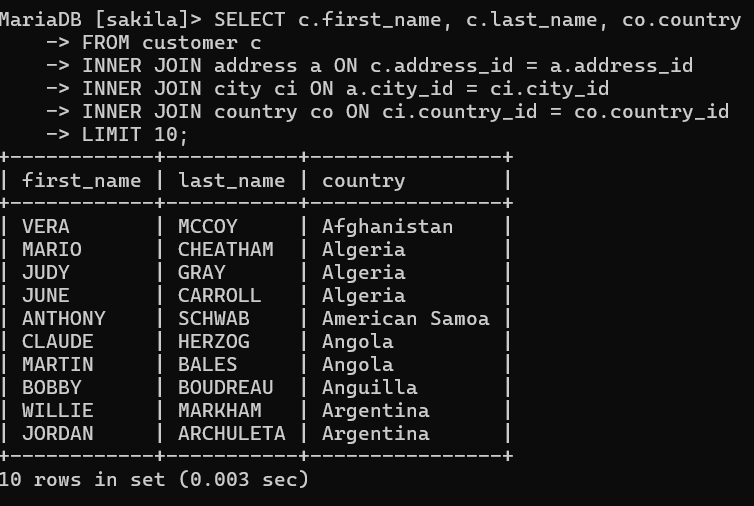 MariaDB [sakila]> SELECT c.first_name, c.last_name, co.country
    -> FROM customer c
    -> INNER JOIN address a ON c.address_id = a.address_id
    -> INNER JOIN city ci ON a.city_id = ci.city_id
    -> INNER JOIN country co ON ci.country_id = co.country_id
    -> LIMIT 10;
+------------+-----------+----------------+
| first_name | last_name | country        |
+------------+-----------+----------------+
| VERA       | MCCOY     | Afghanistan    |
| MARIO      | CHEATHAM  | Algeria        |
| JUDY       | GRAY      | Algeria        |
| JUNE       | CARROLL   | Algeria        |
| ANTHONY    | SCHWAB    | American Samoa |
| CLAUDE     | HERZOG    | Angola         |
| MARTIN     | BALES     | Angola         |
| BOBBY      | BOUDREAU  | Anguilla       |
| WILLIE     | MARKHAM   | Argentina      |
| JORDAN     | ARCHULETA | Argentina      |
+------------+-----------+----------------+
10 rows in set (0.003 sec)